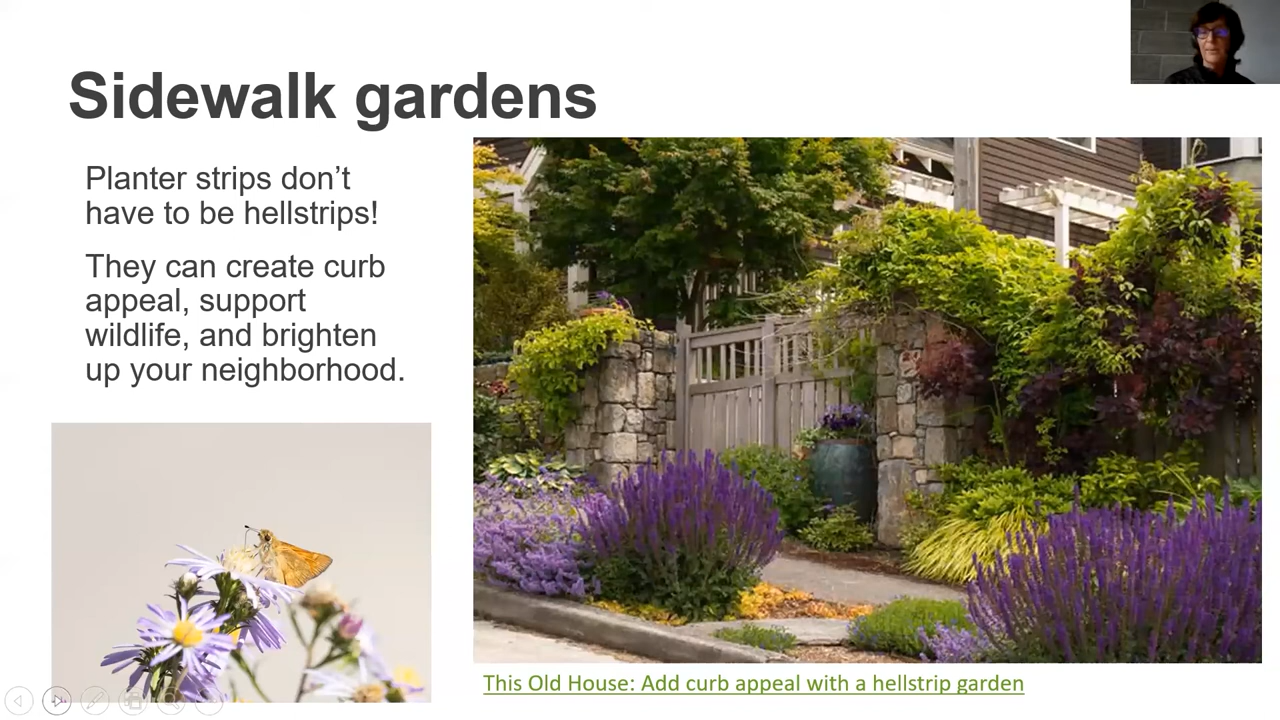 Sidewalk gardens
Planter strips don’t
have to be hellstrips!
They can create curb
appeal, support
wildlife, and brighten
up your neighborhood.
This Old House: Add curb appeal with a hellstrip garden